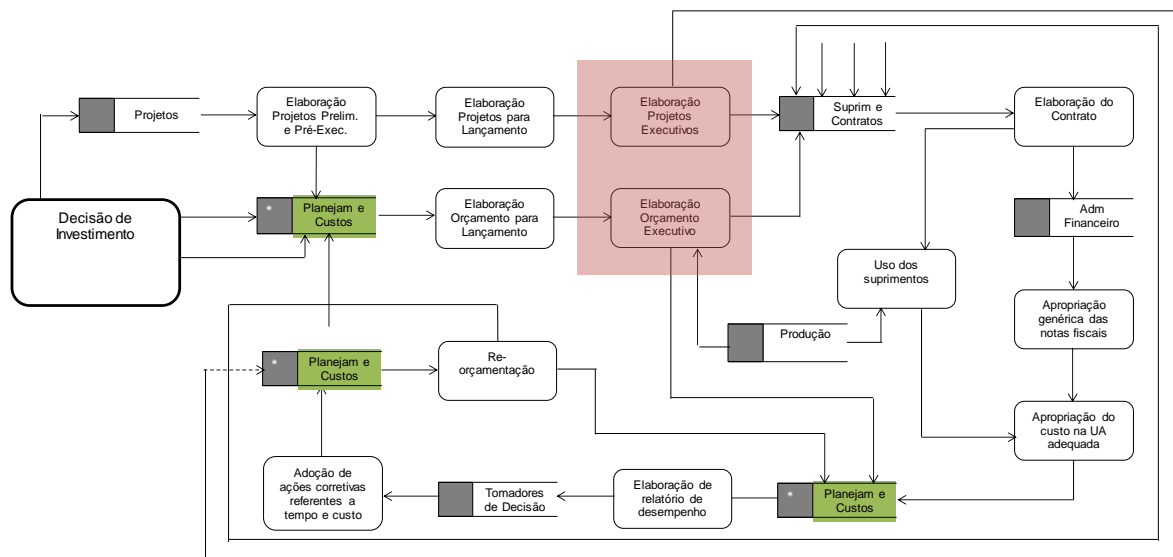 Projetos
Elaboração
Projetos Prelim.
e Pré-Exec.
Elaboração
Projetos para
Lançamento
Elaboração
Projetos
Executivos
Suprim e
Contratos
Elaboração do
Contrato
Decisão de
Investimento
*
Planejam e
Custos
Elaboração
Orçamento para
Lançamento
Elaboração
Orçamento
Executivo
Adm
Financeiro
Uso dos
suprimentos
Produção
Apropriação
genérica das
notas fiscais
*
Planejam e
Custos
Re-
orçamentação
Apropriação do
custo na UA
adequada
Adoção de
ações corretivas
referentes a
tempo e custo
Tomadores
de Decisão
Elaboração de
relatório de
desempenho
*
Planejam e
Custos